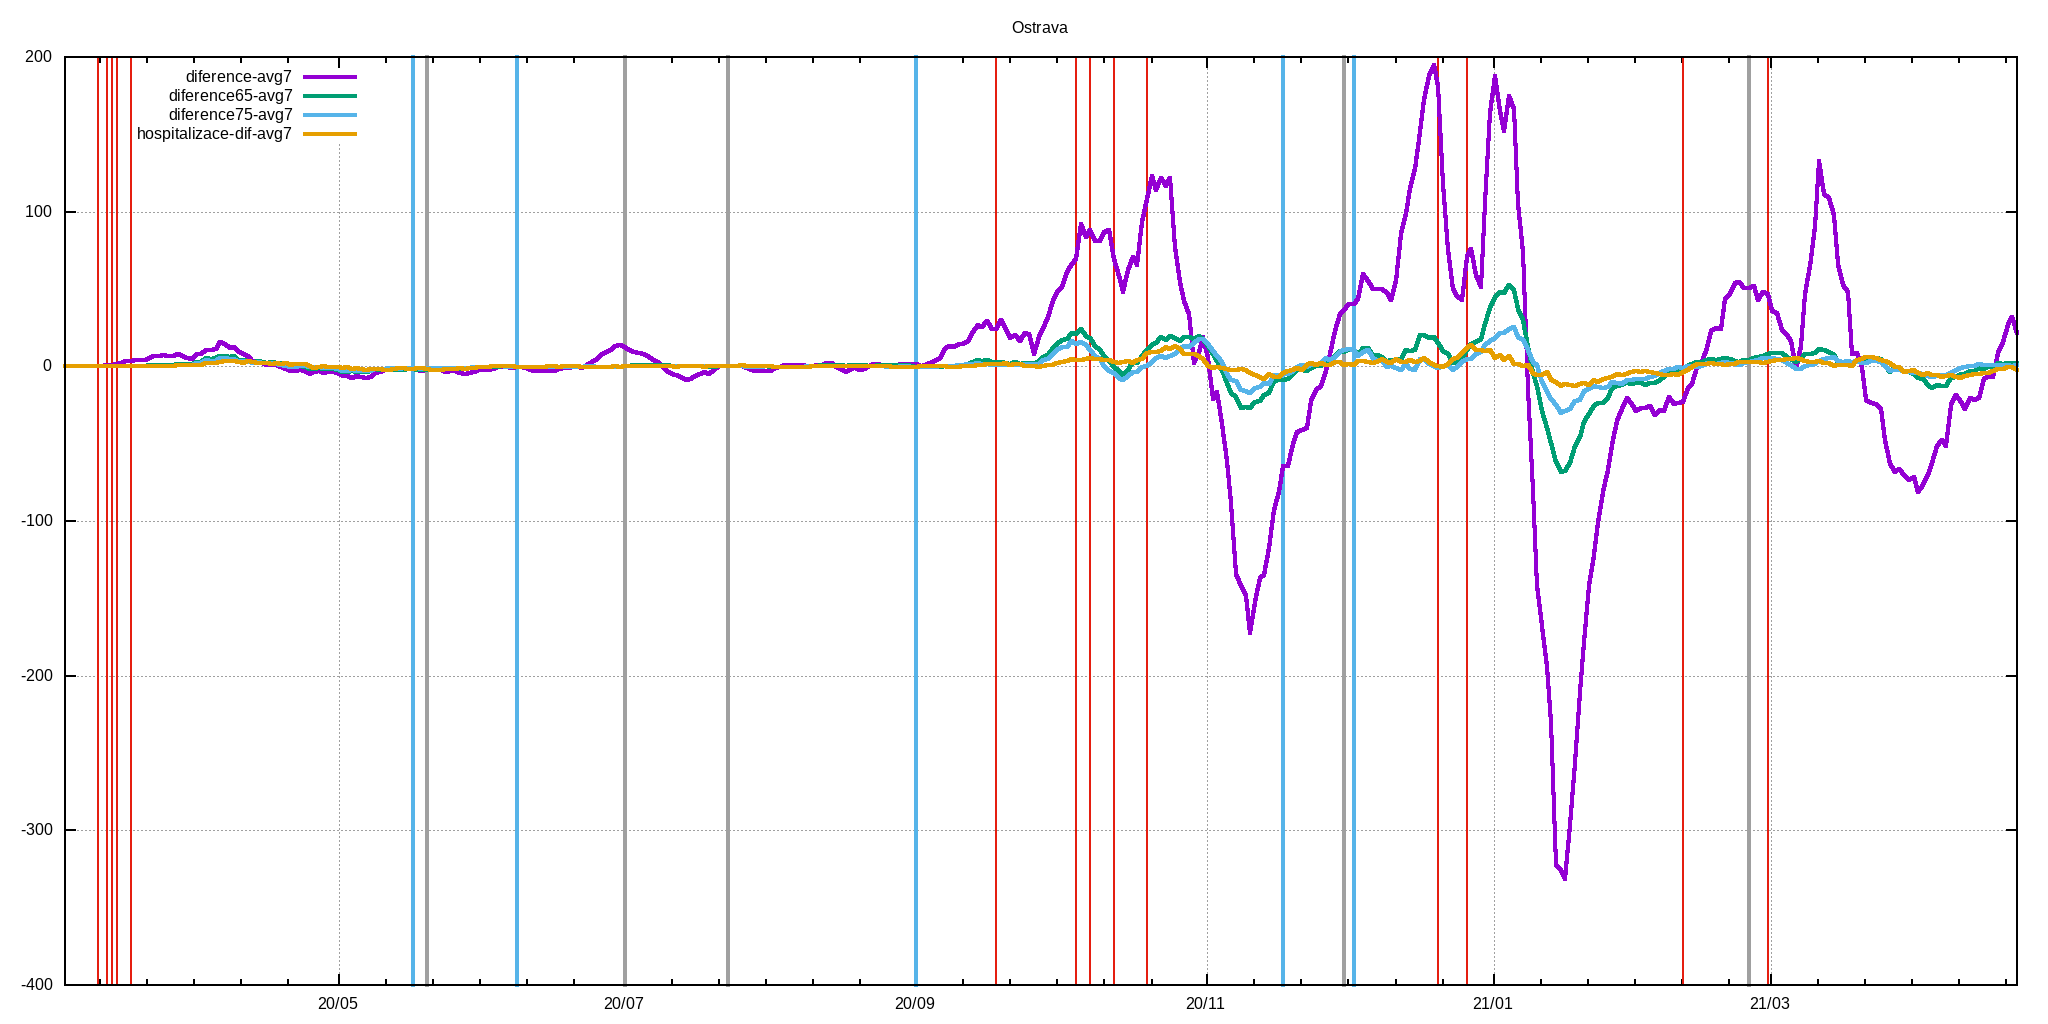 Ostrava
diference-avg7
diference65-avg7
diference75-avg7
hospitalizace-dif-avg7
200
100
0
-100
-200
-300
-400
20/05 20/07 20/09 20/11 21/01 21/03